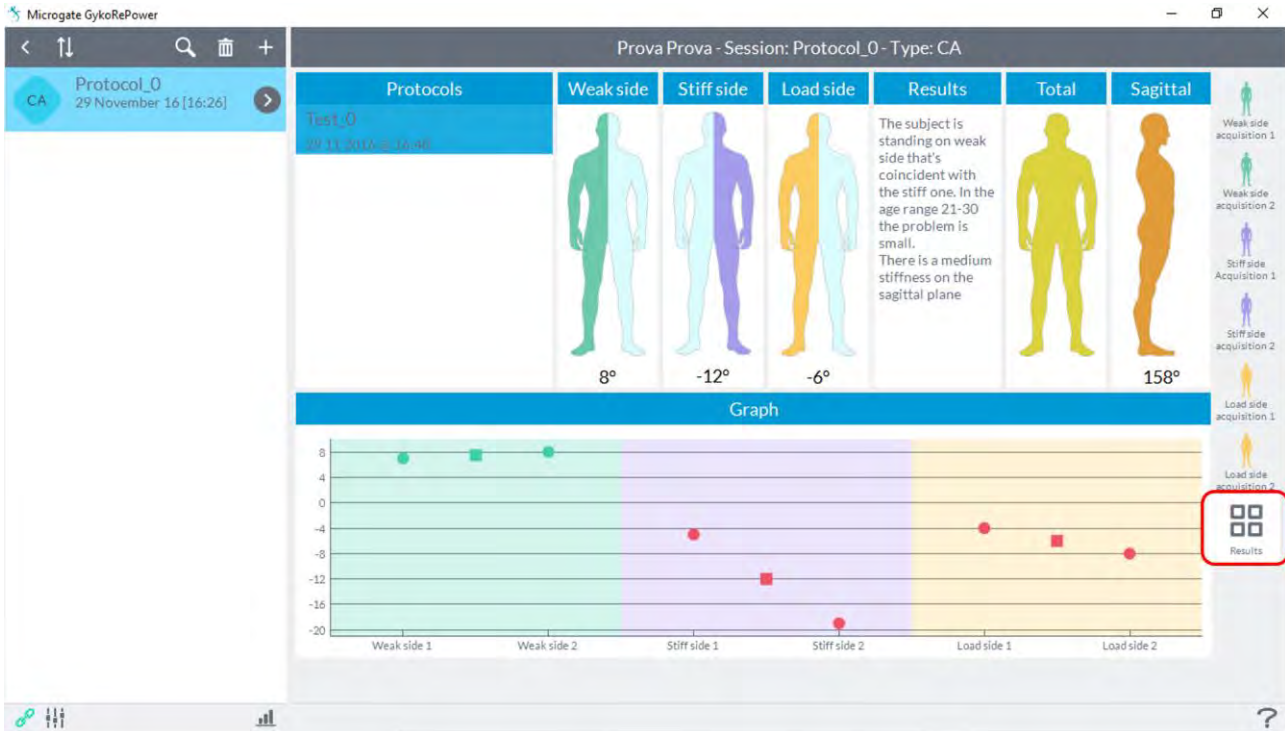 Microgate GykoRePower
Prova Prova - Session: Protocol_0 - Type: CA
CA
Protocol_0
29 November 16 [16:26]
Protocols
Test_0
29.11.2016 @ 16:46
Weak side
Stiff side
Load side
Results
Total
Sagittal
The subject is
standing on weak
side that's
coincident with
the stiff one. In the
age range 21-30
the problem is
small.
There is a medium
stiffness on the
sagittal plane
8°
-12°
-6°
158°
Graph
8
4
0
-4
-8
-12
-16
-20
Weak side 1
Weak side 2
Stiff side 1
Stiff side 2
Load side 1
Load side 2
Weak side
acquisition 1
Weak side
acquisition 2
Stiff side
Acquisition 1
Stiff side
acquisition 2
Load side
acquisition 1
Load side
acquisition 2
Results
?